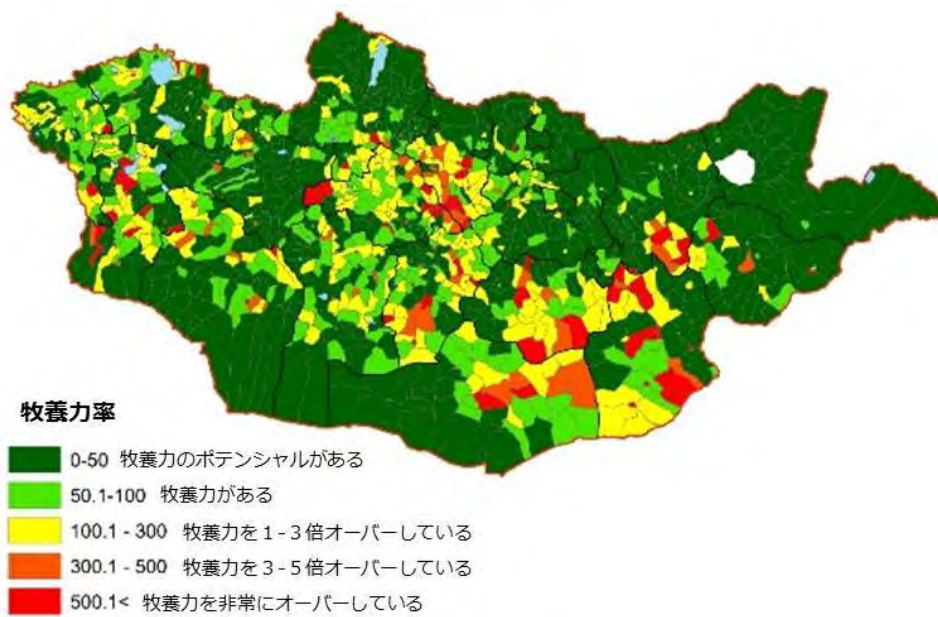 牧養力率
0-50 牧養力のポテンシャルがある
50.1-100 牧養力がある
100.1 - 300 牧養力を１-３倍オーバーしている
300.1 - 500 牧養力を３-５倍オーバーしている
500.1< 牧養力を非常にオーバーしている